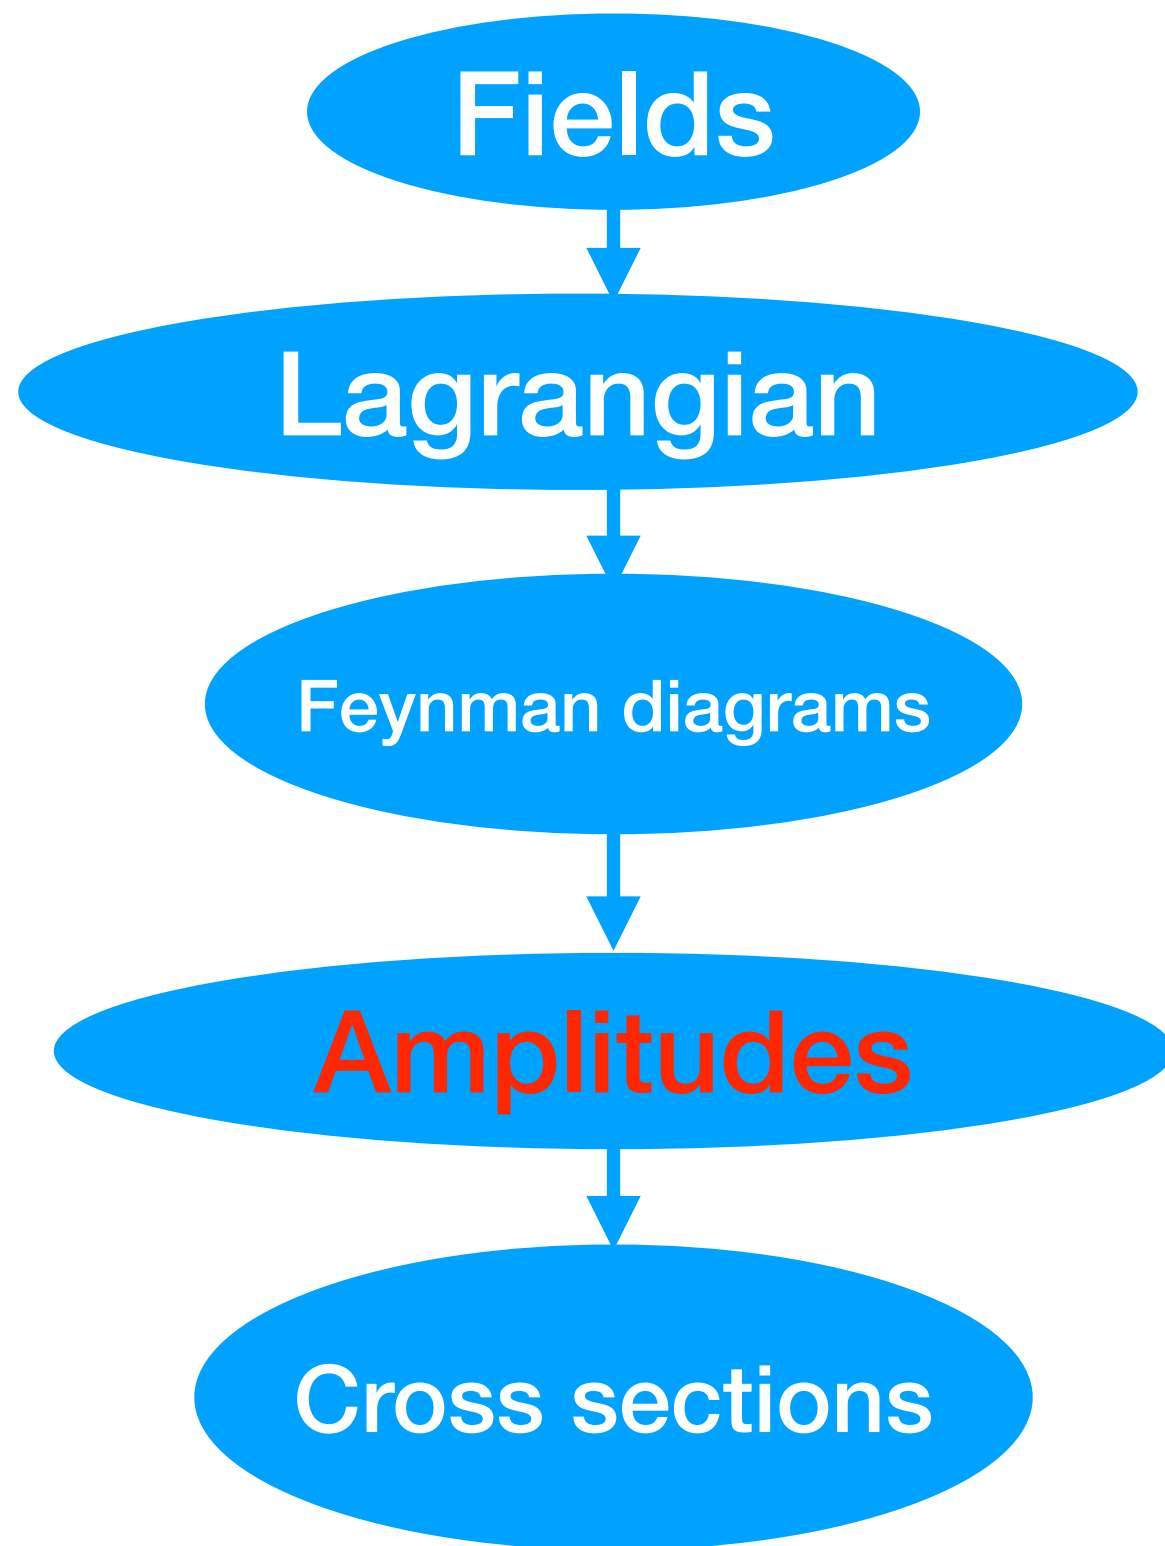 Fields
Lagrangian
Feynman diagrams
Amplitudes
Cross sections